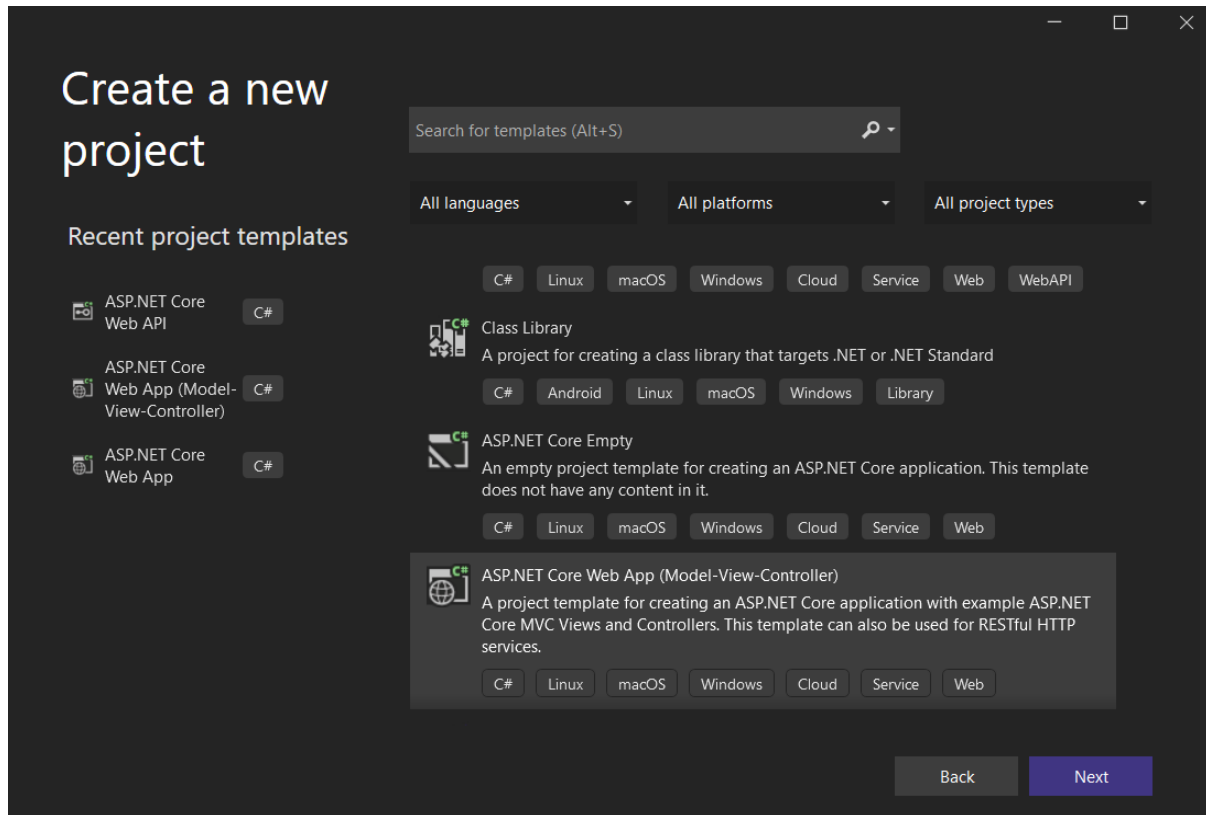 Create a new
project
Search for templates (Alt+S)
All languages
All platforms
All project types
Recent project templates
ASP.NET Core
Web API
C#
ASP.NET Core
Web App (Model-
View-Controller)
C#
ASP.NET Core
Web App
C#
C# Linux macOS Windows Cloud Service Web WebAPI
C#
Class Library
A project for creating a class library that targets .NET or .NET Standard
C# Android Linux macOS Windows Library
C#
ASP.NET Core Empty
An empty project template for creating an ASP.NET Core application. This template
does not have any content in it.
C# Linux macOS Windows Cloud Service Web
C#
ASP.NET Core Web App (Model-View-Controller)
A project template for creating an ASP.NET Core application with example ASP.NET
Core MVC Views and Controllers. This template can also be used for RESTful HTTP
services.
C# Linux macOS Windows Cloud Service Web
Back
Next